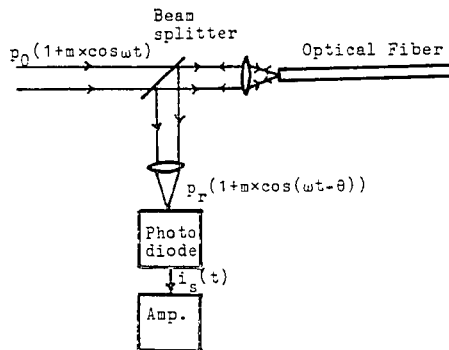 Beam
splitter
p₀(1+m×cosωt)
Optical Fiber
pᵣ(1+m×cos(ωt-θ))
Photo
diode
iₛ(t)
Amp.